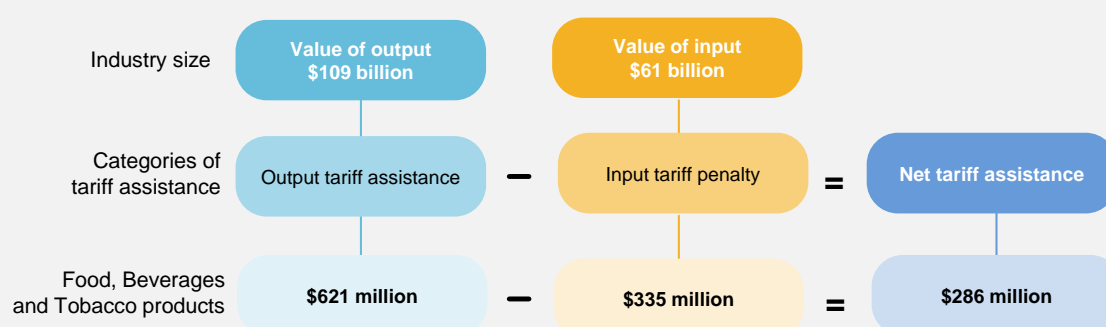 Industry size
Value of output
$109 billion
Value of input
$61 billion
Categories of
tariff assistance
Output tariff assistance
–
Input tariff penalty
=
Net tariff assistance
Food, Beverages
and Tobacco products
$621 million
–
$335 million
=
$286 million